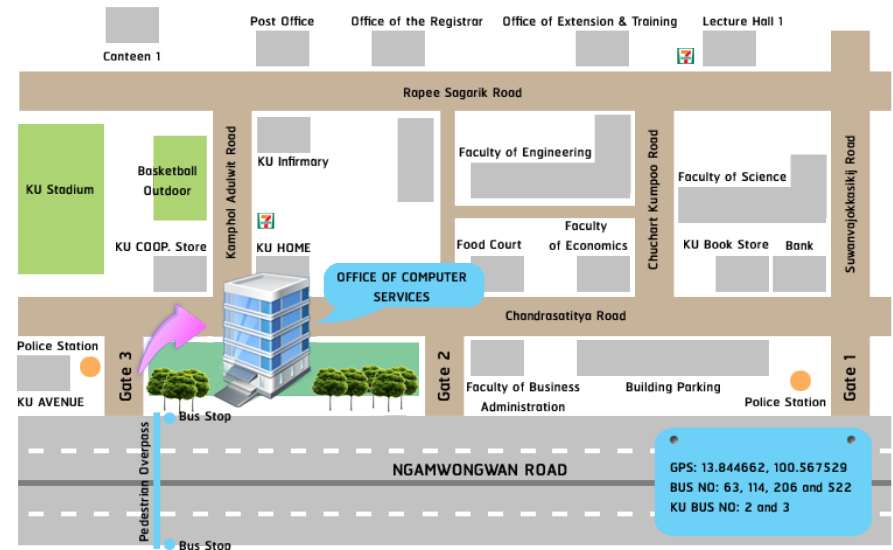 Post Office
Office of the Registrar
Office of Extension & Training
Lecture Hall 1
Canteen 1
7
Rapee Sagarik Road
KU Stadium
Basketball
Outdoor
Kamphol Adulwit Road
KU Infirmary
7
KU COOP. Store
KU HOME
Faculty of Engineering
Food Court
Faculty
of Economics
Chuchart Kumpoo Road
Faculty of Science
KU Book Store
Bank
Suwanvajokkasikij Road
OFFICE OF COMPUTER
SERVICES
Chandrasatitya Road
Police Station
KU AVENUE
Gate 3
Gate 2
Faculty of Business
Administration
Building Parking
Police Station
Gate 1
Bus Stop
Pedestrian Overpass
NGAMWONGWAN ROAD
GPS: 13.844662, 100.567529
BUS NO: 63, 114, 206 and 522
KU BUS NO: 2 and 3
Bus Stop